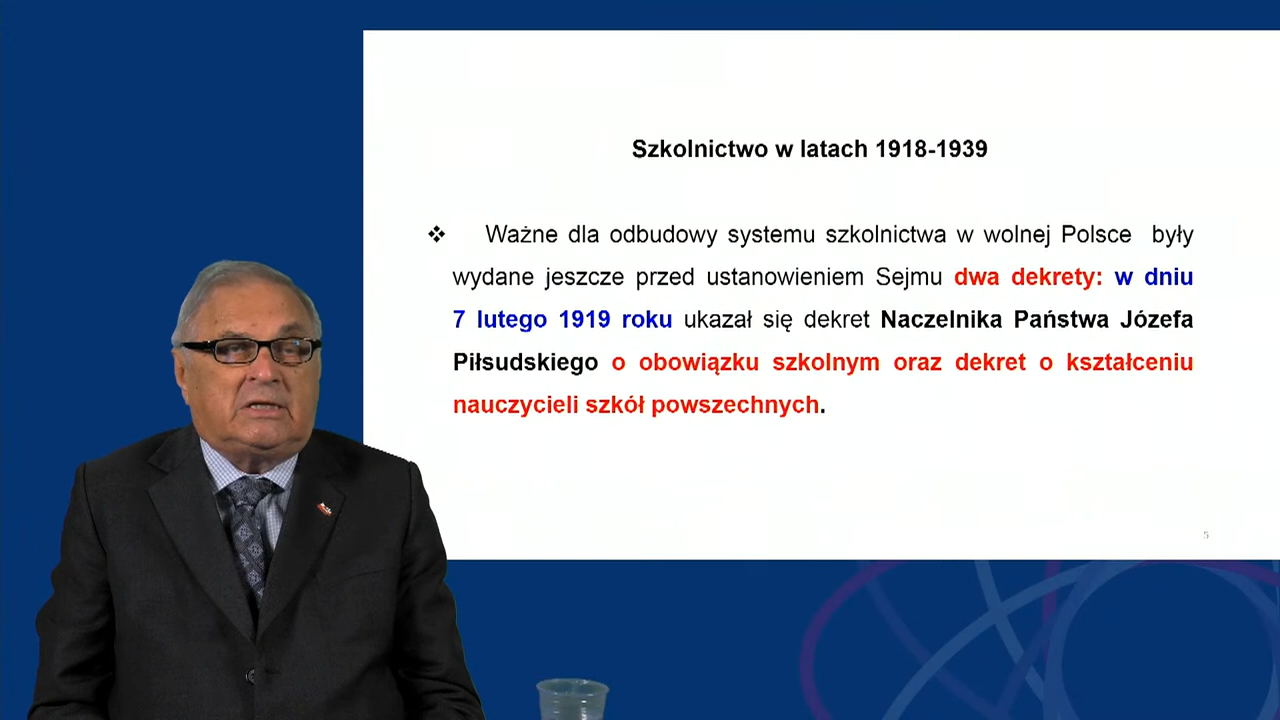 Szkolnictwo w latach 1918-1939
❖ Ważne dla odbudowy systemu szkolnictwa w wolnej Polsce były
wydane jeszcze przed ustanowieniem Sejmu dwa dekrety: w dniu
7 lutego 1919 roku ukazał się dekret Naczelnika Państwa Józefa
Piłsudskiego o obowiązku szkolnym oraz dekret o kształceniu
nauczycieli szkół powszechnych.
5